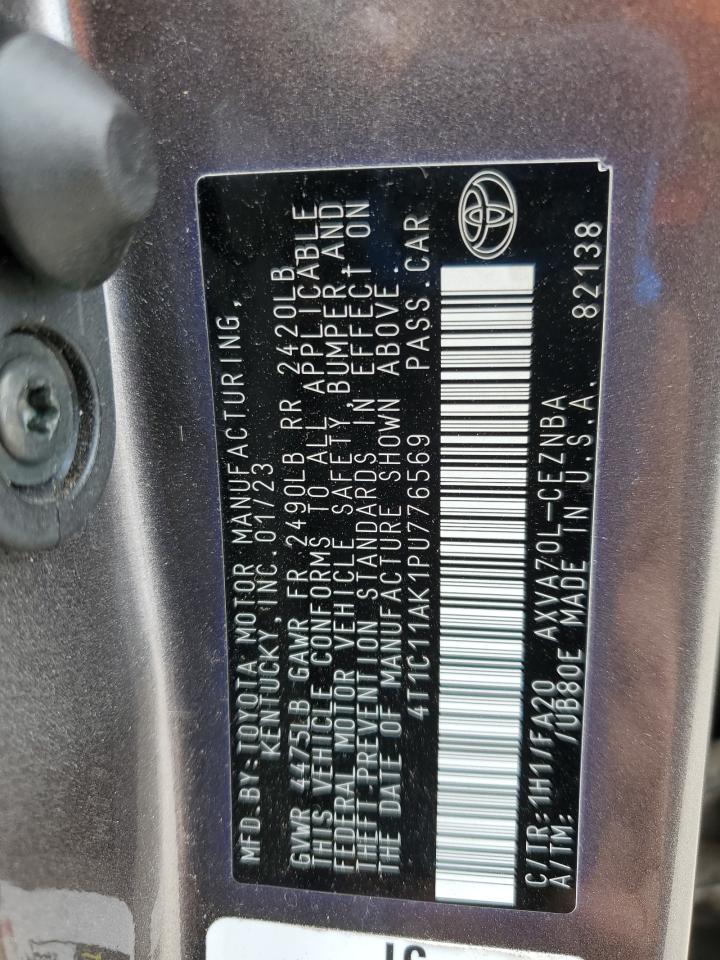 MFD.BY:TOYOTA MOTOR MANUFACTURING,
KENTUCKY, INC.01/23
GVWR 4475LB GAWR FR 2490LB RR 2420LB
THIS VEHICLE CONFORMS TO ALL APPLICABLE
FEDERAL MOTOR VEHICLE SAFETY, BUMPER AND
THEFT-PREVENTION STANDARDS IN EFFECT ON
THE DATE OF MANUFACTURE SHOWN ABOVE.
4T1C11AK1PU776569 PASS.CAR
C/TR:1H1/FA20 AXVA70L-CEZNBA
A/TM: /UB80E MADE IN U.S.A. 82138